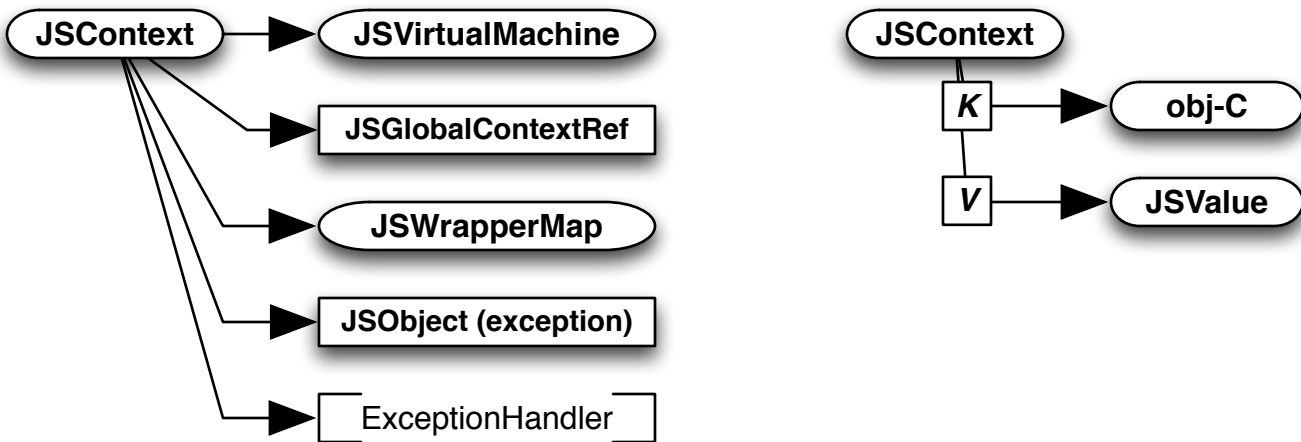 JSContext
JSVirtualMachine
JSGlobalContextRef
JSWrapperMap
JSObject (exception)
ExceptionHandler
JSContext
K
obj-C
V
JSValue